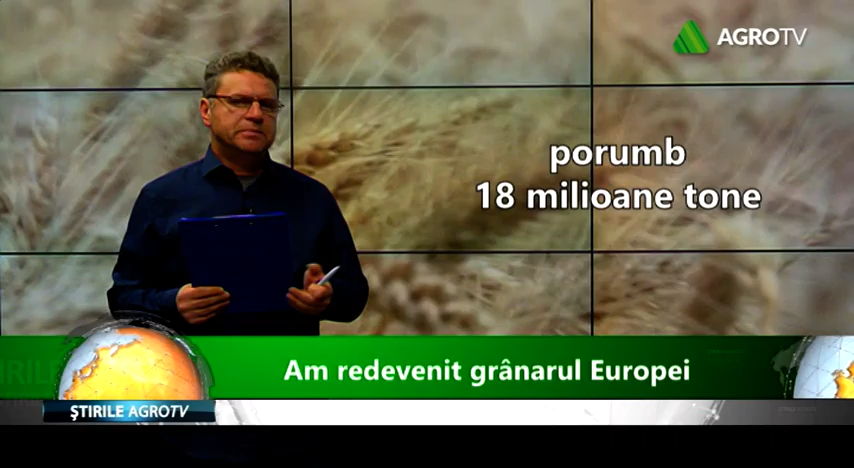 AGROTV
porumb
18 milioane tone
Am redevenit grânarul Europei
ŞTIRILE AGROTV